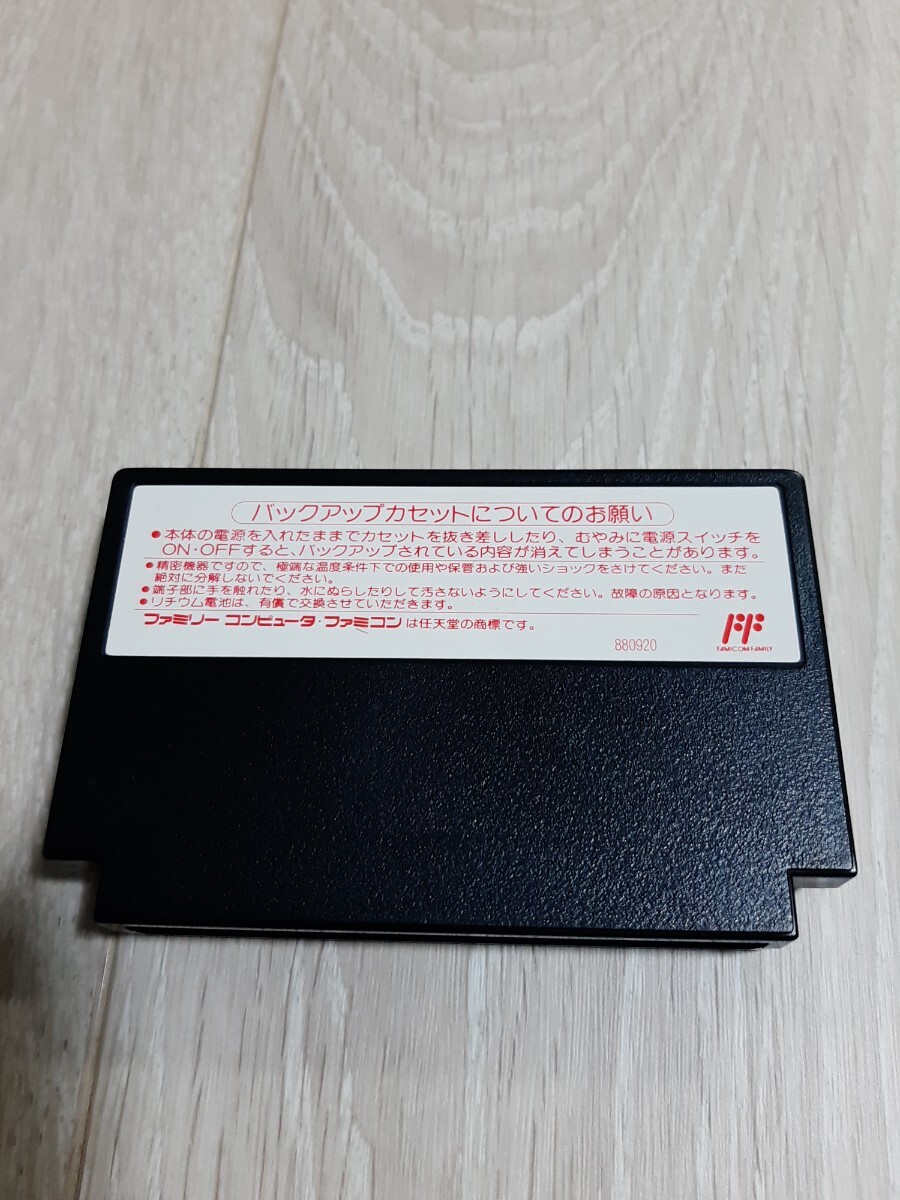 バックアップカセットについてのお願い
●本体の電源を入れたままでカセットを抜き差ししたり、むやみに電源スイッチを
ON・OFFすると、バックアップされている内容が消えてしまうことがあります。
●精密機器ですので、極端な温度条件下での使用や保管および強いショックをさけてください。また
絶対に分解しないでください。
●端子部に手を触れたり、水にぬらしたりして汚さないようにしてください。故障の原因となります。
●リチウム電池は、有償で交換させていただきます。
ファミリー コンピュータ・ファミコンは任天堂の商標です。
880920
FAMICOM FAMILY